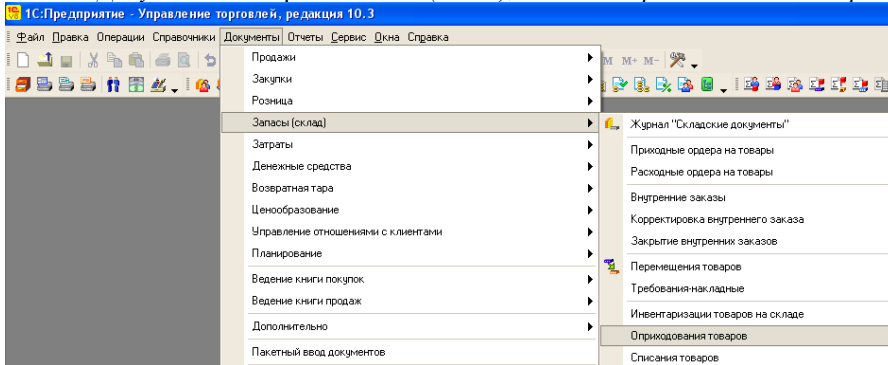 1С:Предприятие - Управление торговлей, редакция 10.3
Файл Правка Операции Справочники Документы Отчеты Сервис Окна Справка
Продажи
M M+ M-
Закупки
Розница
Запасы (склад)
Журнал "Складские документы"
Затраты
Приходные ордера на товары
Денежные средства
Расходные ордера на товары
Возвратная тара
Внутренние заказы
Ценообразование
Корректировка внутреннего заказа
Управление отношениями с клиентами
Закрытие внутренних заказов
Планирование
Перемещения товаров
Ведение книги покупок
Требования-накладные
Ведение книги продаж
Инвентаризации товаров на складе
Дополнительно
Оприходования товаров
Пакетный ввод документов
Списания товаров